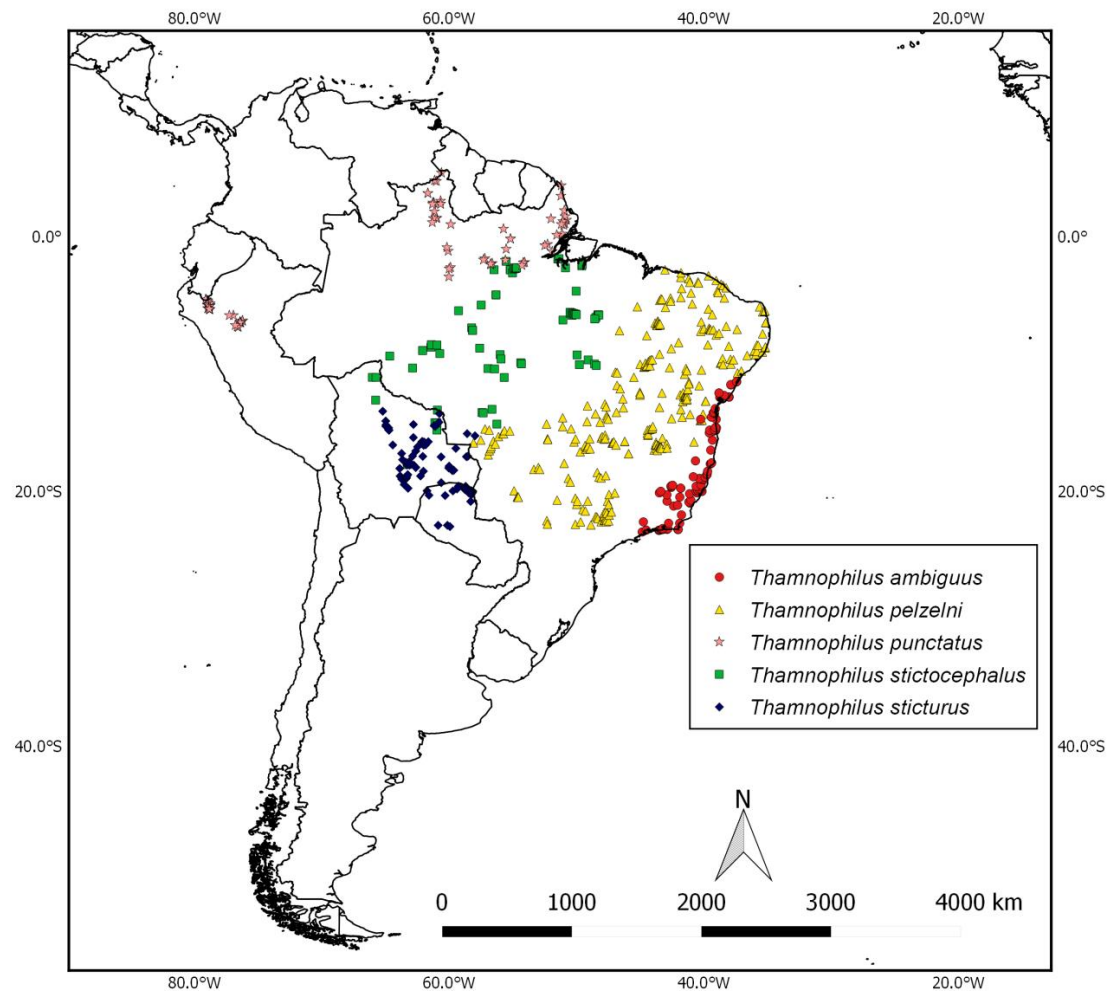 80.0°W 60.0°W 40.0°W 20.0°W
0.0° 0.0°
20.0°S 20.0°S
Thamnophilus ambiguus
Thamnophilus pelzelni
Thamnophilus punctatus
Thamnophilus stictocephalus
Thamnophilus sticturus
40.0°S 40.0°S
N
0 1000 2000 3000 4000 km
80.0°W 60.0°W 40.0°W 20.0°W